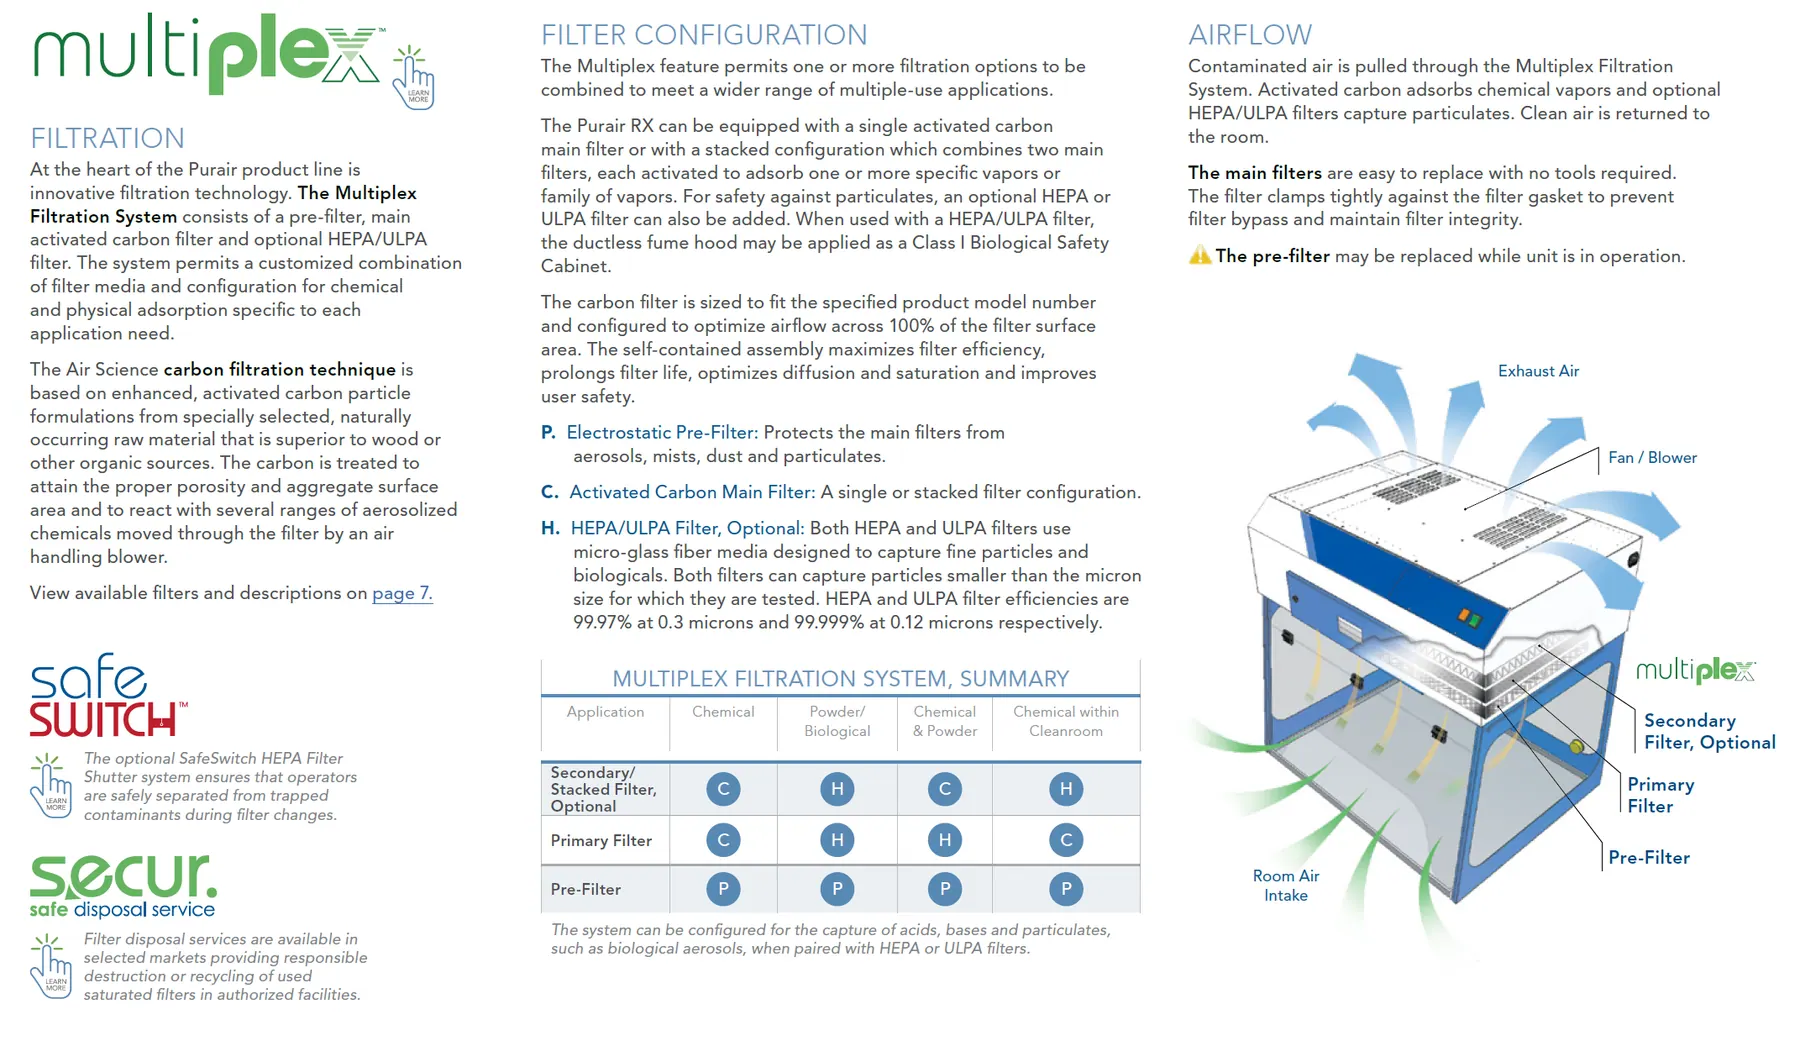 multiplex™
LEARN
MORE
FILTRATION
At the heart of the Purair product line is
innovative filtration technology. The Multiplex
Filtration System consists of a pre-filter, main
activated carbon filter and optional HEPA/ULPA
filter. The system permits a customized combination
of filter media and configuration for chemical
and physical adsorption specific to each
application need.
The Air Science carbon filtration technique is
based on enhanced, activated carbon particle
formulations from specially selected, naturally
occurring raw material that is superior to wood or
other organic sources. The carbon is treated to
attain the proper porosity and aggregate surface
area and to react with several ranges of aerosolized
chemicals moved through the filter by an air
handling blower.
View available filters and descriptions on page 7.
safe
SWITCH™
LEARN
MORE
The optional SafeSwitch HEPA Filter
Shutter system ensures that operators
are safely separated from trapped
contaminants during filter changes.
secur.
safe disposal service
LEARN
MORE
Filter disposal services are available in
selected markets providing responsible
destruction or recycling of used
saturated filters in authorized facilities.
FILTER CONFIGURATION
The Multiplex feature permits one or more filtration options to be
combined to meet a wider range of multiple-use applications.
The Purair RX can be equipped with a single activated carbon
main filter or with a stacked configuration which combines two main
filters, each activated to adsorb one or more specific vapors or
family of vapors. For safety against particulates, an optional HEPA or
ULPA filter can also be added. When used with a HEPA/ULPA filter,
the ductless fume hood may be applied as a Class I Biological Safety
Cabinet.
The carbon filter is sized to fit the specified product model number
and configured to optimize airflow across 100% of the filter surface
area. The self-contained assembly maximizes filter efficiency,
prolongs filter life, optimizes diffusion and saturation and improves
user safety.
P. Electrostatic Pre-Filter: Protects the main filters from
aerosols, mists, dust and particulates.
C. Activated Carbon Main Filter: A single or stacked filter configuration.
H. HEPA/ULPA Filter, Optional: Both HEPA and ULPA filters use
micro-glass fiber media designed to capture fine particles and
biologicals. Both filters can capture particles smaller than the micron
size for which they are tested. HEPA and ULPA filter efficiencies are
99.97% at 0.3 microns and 99.999% at 0.12 microns respectively.
MULTIPLEX FILTRATION SYSTEM, SUMMARY
Application Chemical Powder/ Biological Chemical & Powder Chemical within Cleanroom
Secondary/ Stacked Filter, Optional C H C H
Primary Filter C H H C
Pre-Filter P P P P
The system can be configured for the capture of acids, bases and particulates,
such as biological aerosols, when paired with HEPA or ULPA filters.
AIRFLOW
Contaminated air is pulled through the Multiplex Filtration
System. Activated carbon adsorbs chemical vapors and optional
HEPA/ULPA filters capture particulates. Clean air is returned to
the room.
The main filters are easy to replace with no tools required.
The filter clamps tightly against the filter gasket to prevent
filter bypass and maintain filter integrity.
The pre-filter may be replaced while unit is in operation.
Exhaust Air
Fan / Blower
multiplex
Secondary
Filter, Optional
Primary
Filter
Pre-Filter
Room Air
Intake